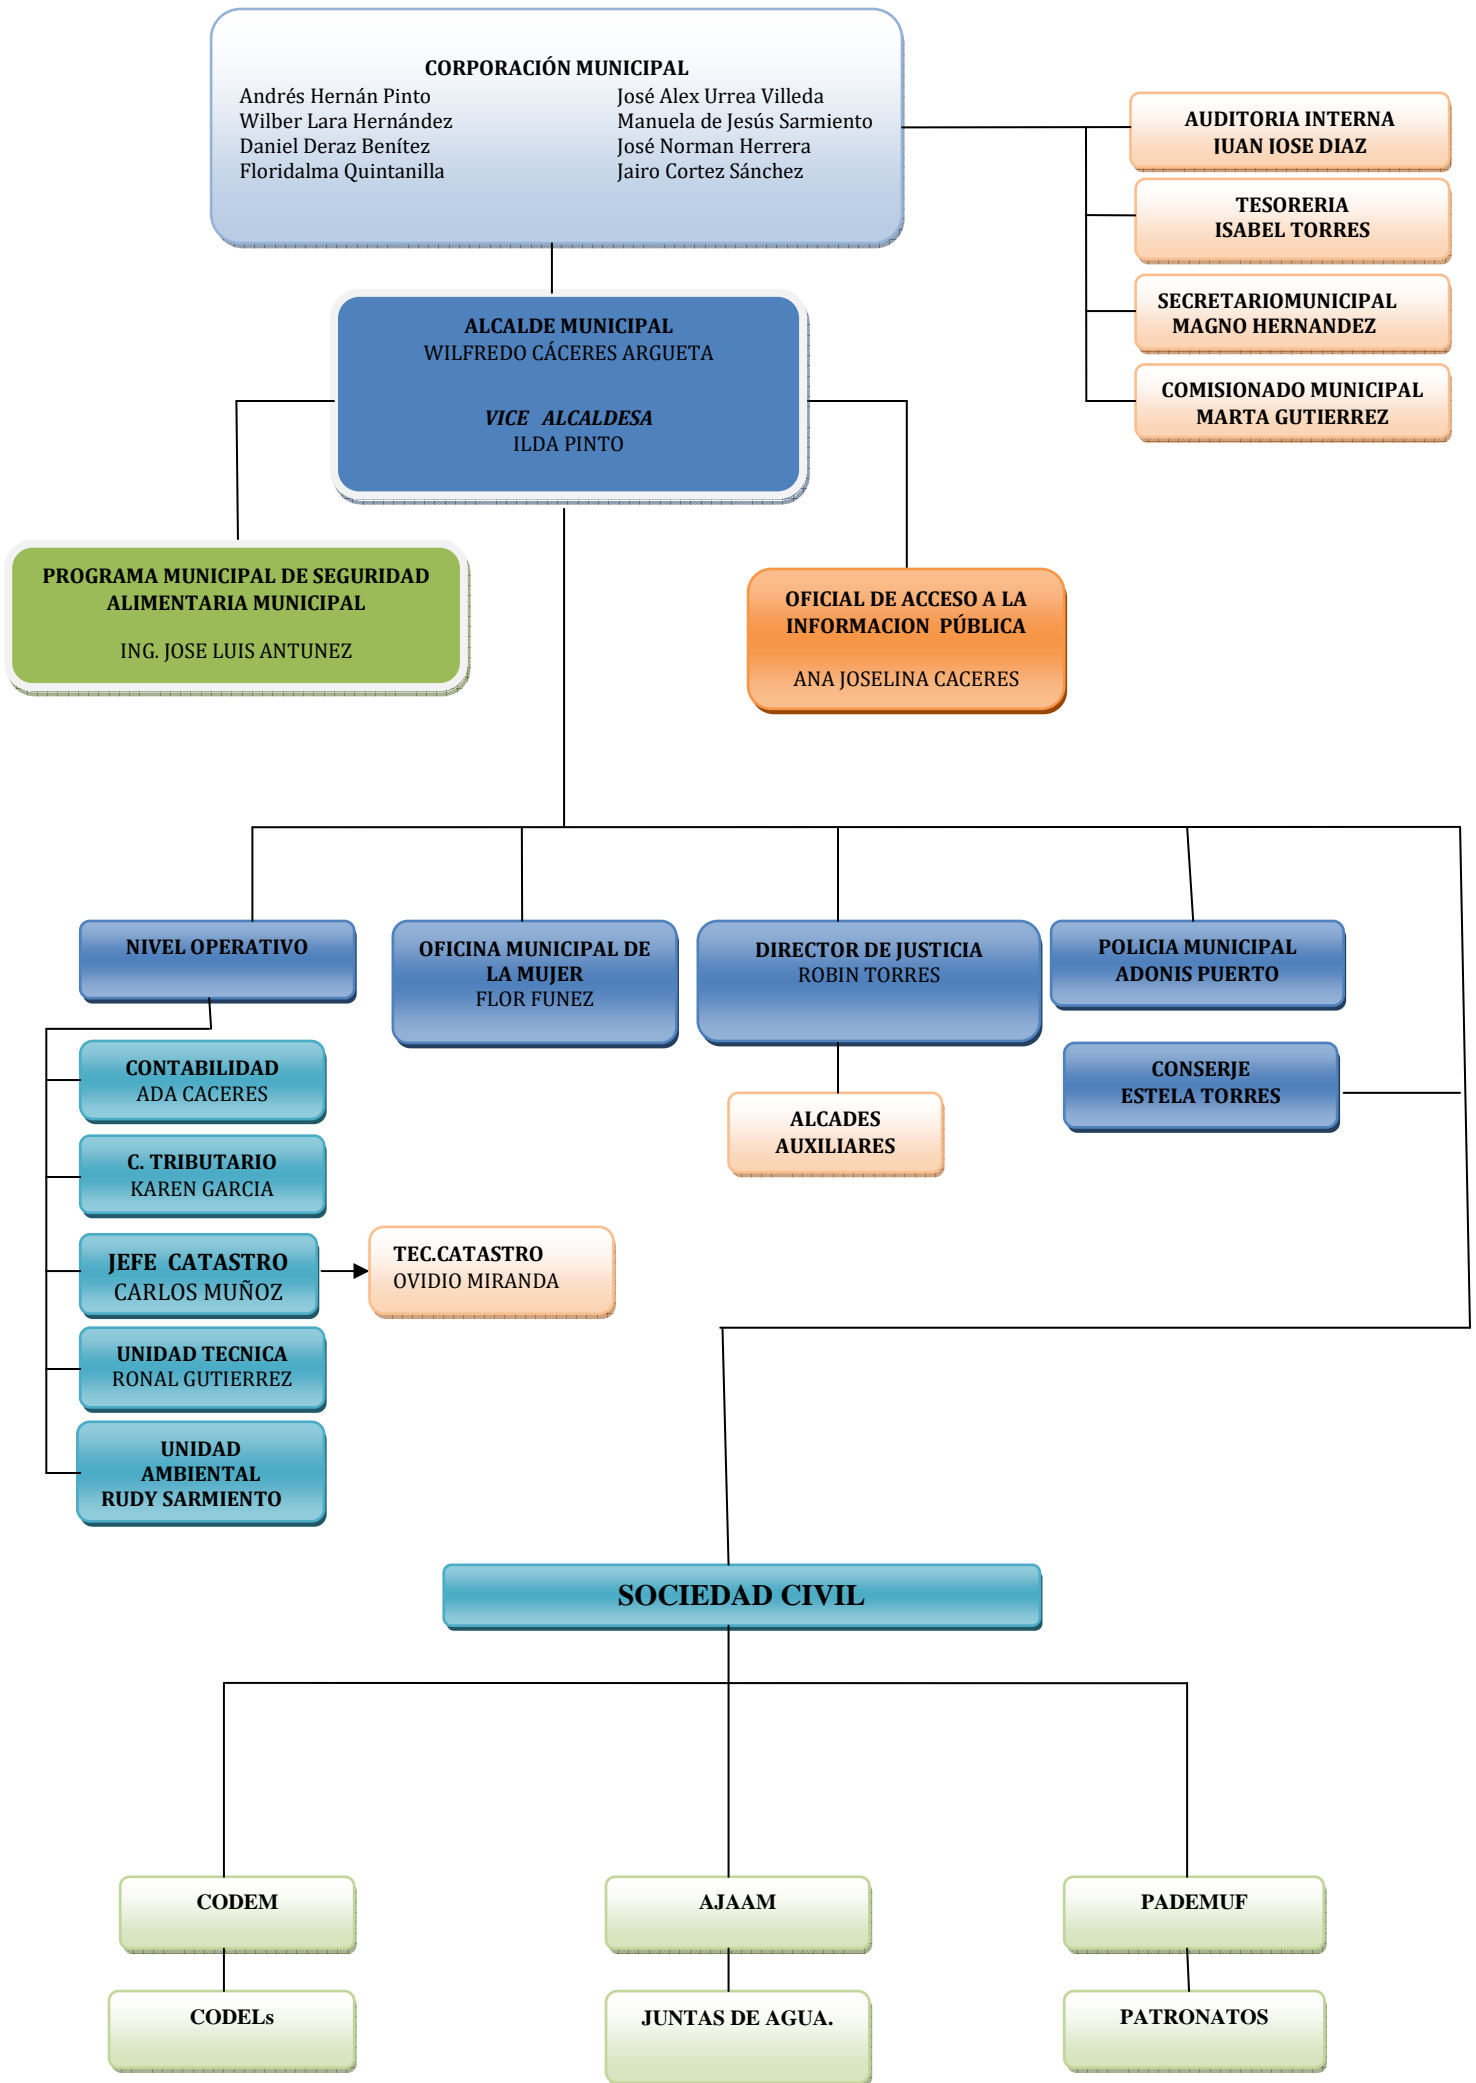 CORPORACIÓN MUNICIPAL
Andrés Hernán Pinto
José Alex Urrea Villeda
Wilber Lara Hernández
Manuela de Jesús Sarmiento
Daniel Deraz Benítez
José Norman Herrera
Floridalma Quintanilla
Jairo Cortez Sánchez
AUDITORIA INTERNA
JUAN JOSE DIAZ
TESORERIA
ISABEL TORRES
SECRETARIOMUNICIPAL
MAGNO HERNANDEZ
COMISIONADO MUNICIPAL
MARTA GUTIERREZ
ALCALDE MUNICIPAL
WILFREDO CÁCERES ARGUETA
VICE ALCALDESA
ILDA PINTO
PROGRAMA MUNICIPAL DE SEGURIDAD
ALIMENTARIA MUNICIPAL
ING. JOSE LUIS ANTUNEZ
OFICIAL DE ACCESO A LA
INFORMACION PÚBLICA
ANA JOSELINA CACERES
NIVEL OPERATIVO
OFICINA MUNICIPAL DE
LA MUJER
FLOR FUNEZ
DIRECTOR DE JUSTICIA
ROBIN TORRES
POLICIA MUNICIPAL
ADONIS PUERTO
CONTABILIDAD
ADA CACERES
CONSERJE
ESTELA TORRES
ALCADES
AUXILIARES
C. TRIBUTARIO
KAREN GARCIA
JEFE CATASTRO
CARLOS MUÑOZ
TEC.CATASTRO
OVIDIO MIRANDA
UNIDAD TECNICA
RONAL GUTIERREZ
UNIDAD
AMBIENTAL
RUDY SARMIENTO
SOCIEDAD CIVIL
CODEM
AJAAM
PADEMUF
CODELs
JUNTAS DE AGUA.
PATRONATOS